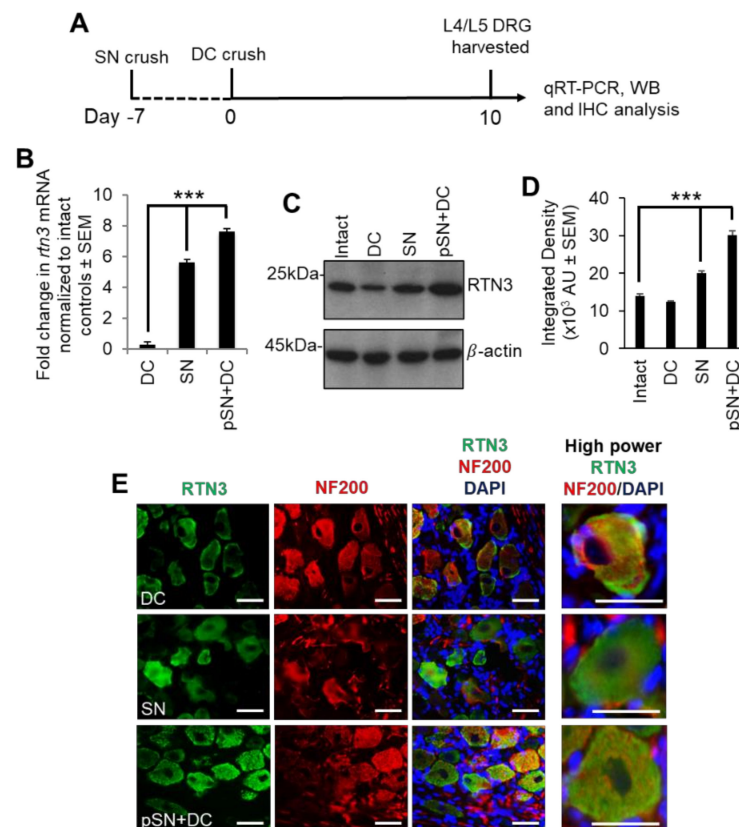 A
SN crush
DC crush
L4/L5 DRG
harvested
Day -7
0
10
qRT-PCR, WB
and IHC analysis
B
Fold change in rtn3 mRNA
normalized to intact
controls ± SEM
10
8
6
4
2
0
***
DC
SN
pSN+DC
C
Intact
DC
SN
pSN+DC
25kDa-
RTN3
45kDa-
β-actin
D
Integrated Density
(x10³ AU ± SEM)
40
30
20
10
0
***
Intact
DC
SN
pSN+DC
E
RTN3
NF200
RTN3
NF200
DAPI
High power
RTN3
NF200/DAPI
DC
SN
pSN+DC